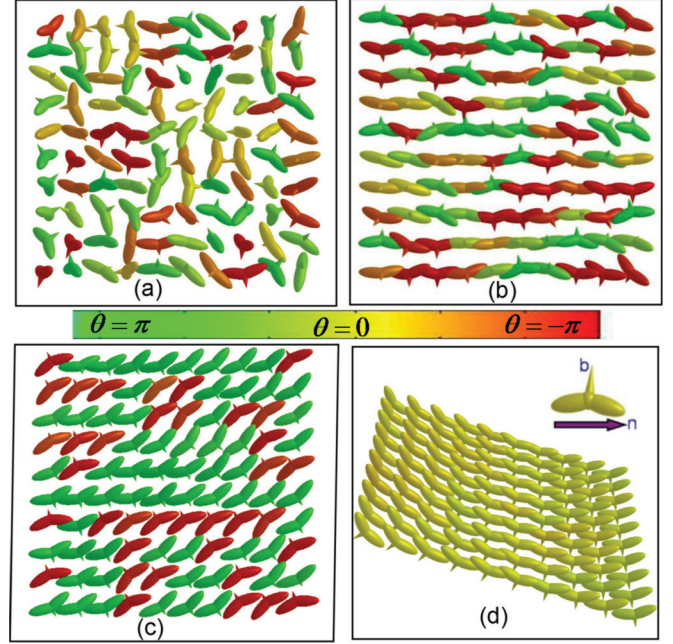 (a)
(b)
θ = π θ = 0 θ = −π
b
n
(c)
(d)